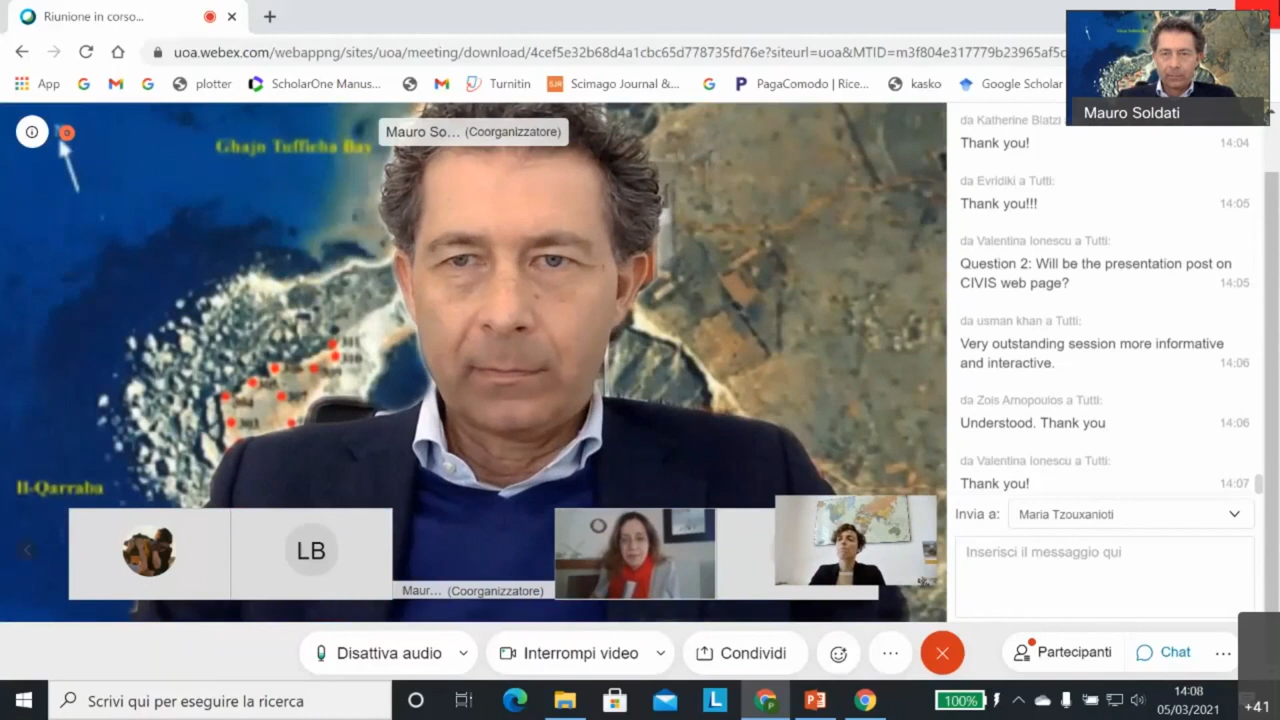 Riunione in corso...
uoa.webex.com/webappng/sites/uoa/meeting/download/4cef5e32b68d4a1cbc65d778735fd76e?siteurl=uoa&MTID=m3f804e317779b23965af5c
App
plotter
ScholarOne Manus...
Turnitin
SJR
Scimago Journal &...
PagaComodo | Rice...
kasko
Google Scholar
Mauro Soldati
Mauro So... (Coorganizzatore)
Għajn Tuffieħa Bay
Il-Qarraba
LB
Maur... (Coorganizzatore)
da Katherine Blatzi
Thank you!
14:04
da Evridiki a Tutti:
Thank you!!!
14:05
da Valentina Ionescu a Tutti:
Question 2: Will be the presentation post on
CIVIS web page?
14:05
da usman khan a Tutti:
Very outstanding session more informative
and interactive.
14:06
da Zois Arnopoulos a Tutti:
Understood. Thank you
14:06
da Valentina Ionescu a Tutti:
Thank you!
14:07
Invia a:
Maria Tzouxanioti
Inserisci il messaggio qui
Disattiva audio
Interrompi video
Condividi
Partecipanti
Chat
Scrivi qui per eseguire la ricerca
100%
14:08
05/03/2021
+41